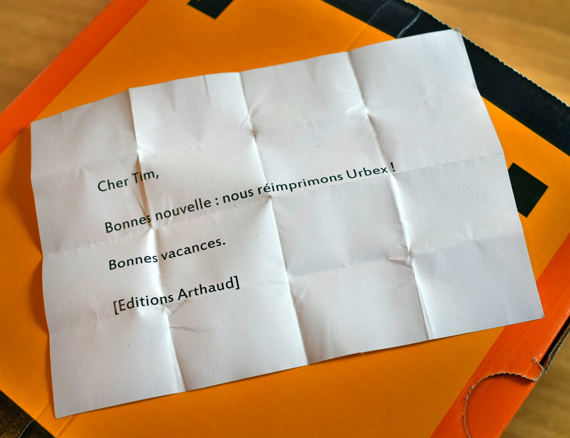 Cher Tim,
Bonnes nouvelle : nous réimprimons Urbex !
Bonnes vacances.
[Editions Arthaud]